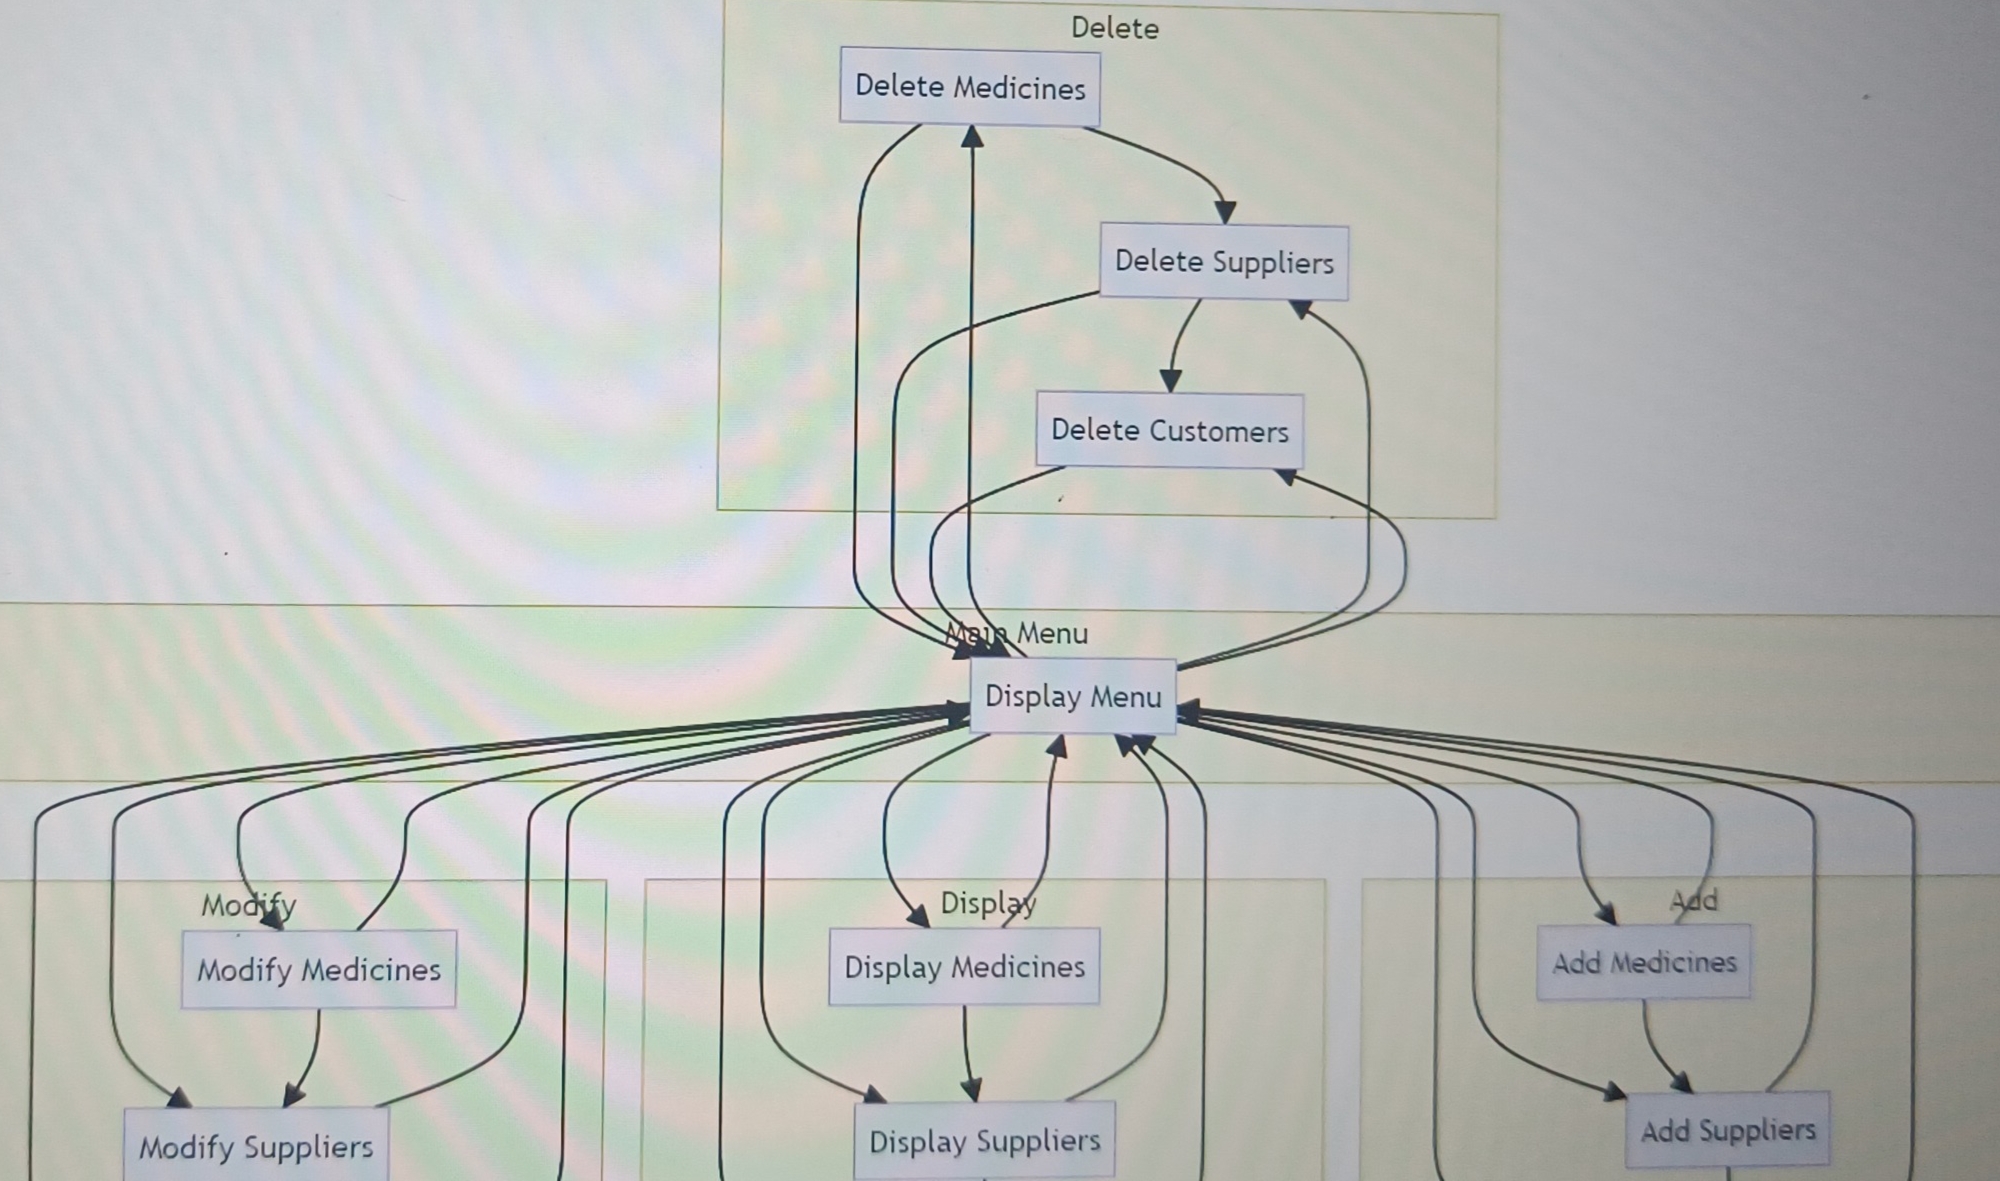 Delete
Delete Medicines
Delete Suppliers
Delete Customers
Main Menu
Display Menu
Modify
Display
Add
Modify Medicines
Display Medicines
Add Medicines
Modify Suppliers
Display Suppliers
Add Suppliers